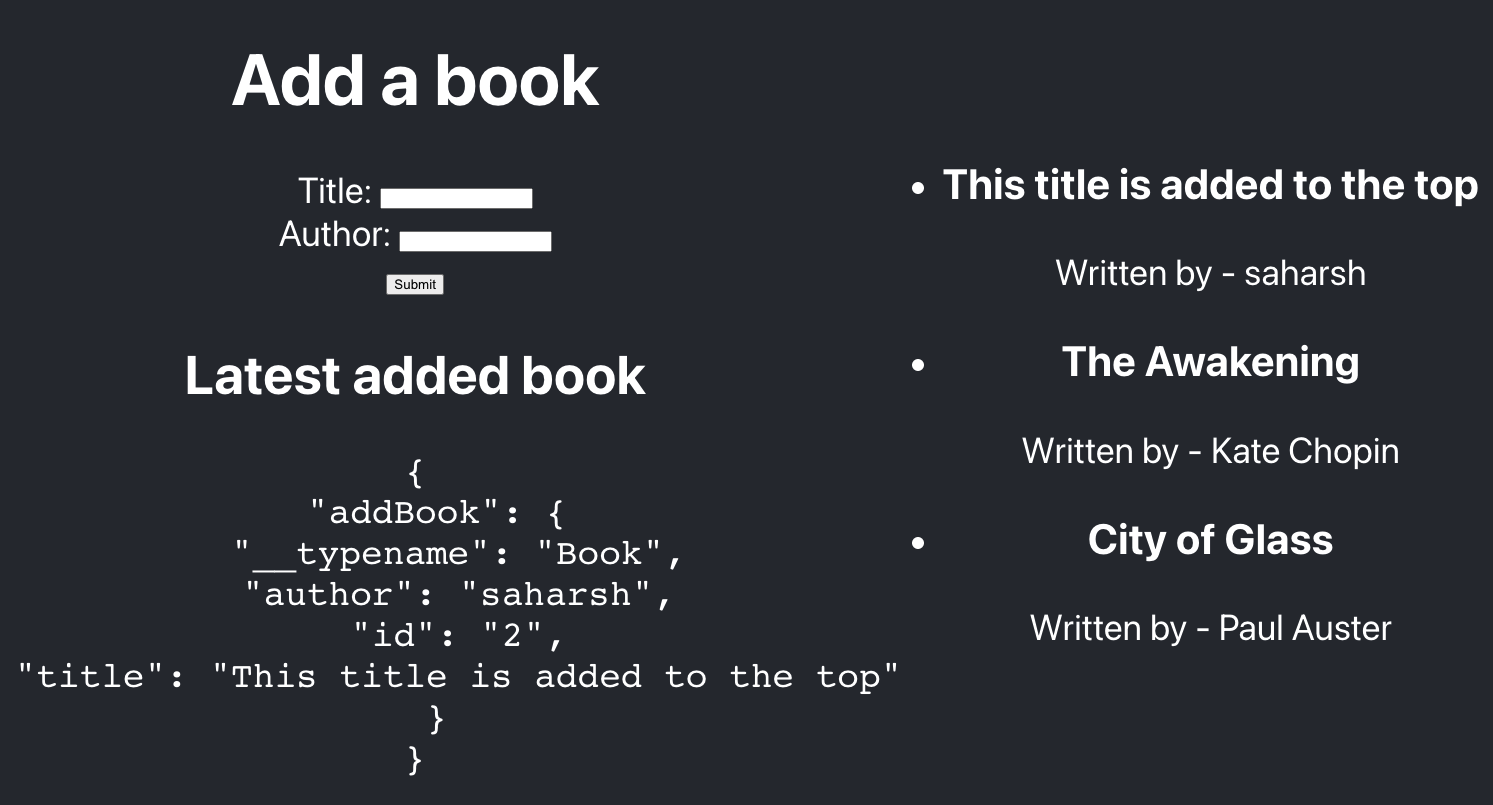 Add a book
Title:
Author:
Submit
Latest added book
{
"addBook": {
"__typename": "Book",
"author": "saharsh",
"id": "2",
"title": "This title is added to the top"
}
}
• This title is added to the top
Written by - saharsh
• The Awakening
Written by - Kate Chopin
• City of Glass
Written by - Paul Auster